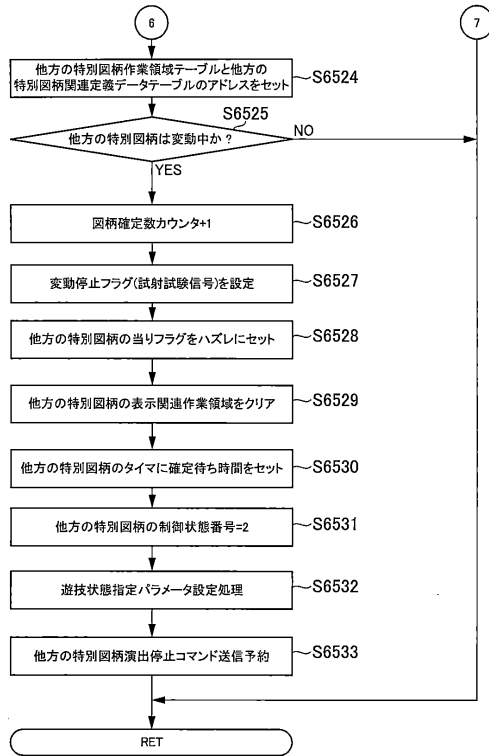 6
7
他方の特別図柄作業領域テーブルと他方の
特別図柄関連定義データテーブルのアドレスをセット
S6524
S6525
他方の特別図柄は変動中か?
NO
YES
図柄確定数カウンタ+1
S6526
変動停止フラグ(試射試験信号)を設定
S6527
他方の特別図柄の当りフラグをハズレにセット
S6528
他方の特別図柄の表示関連作業領域をクリア
S6529
他方の特別図柄のタイマに確定待ち時間をセット
S6530
他方の特別図柄の制御状態番号=2
S6531
遊技状態指定パラメータ設定処理
S6532
他方の特別図柄演出停止コマンド送信予約
S6533
RET